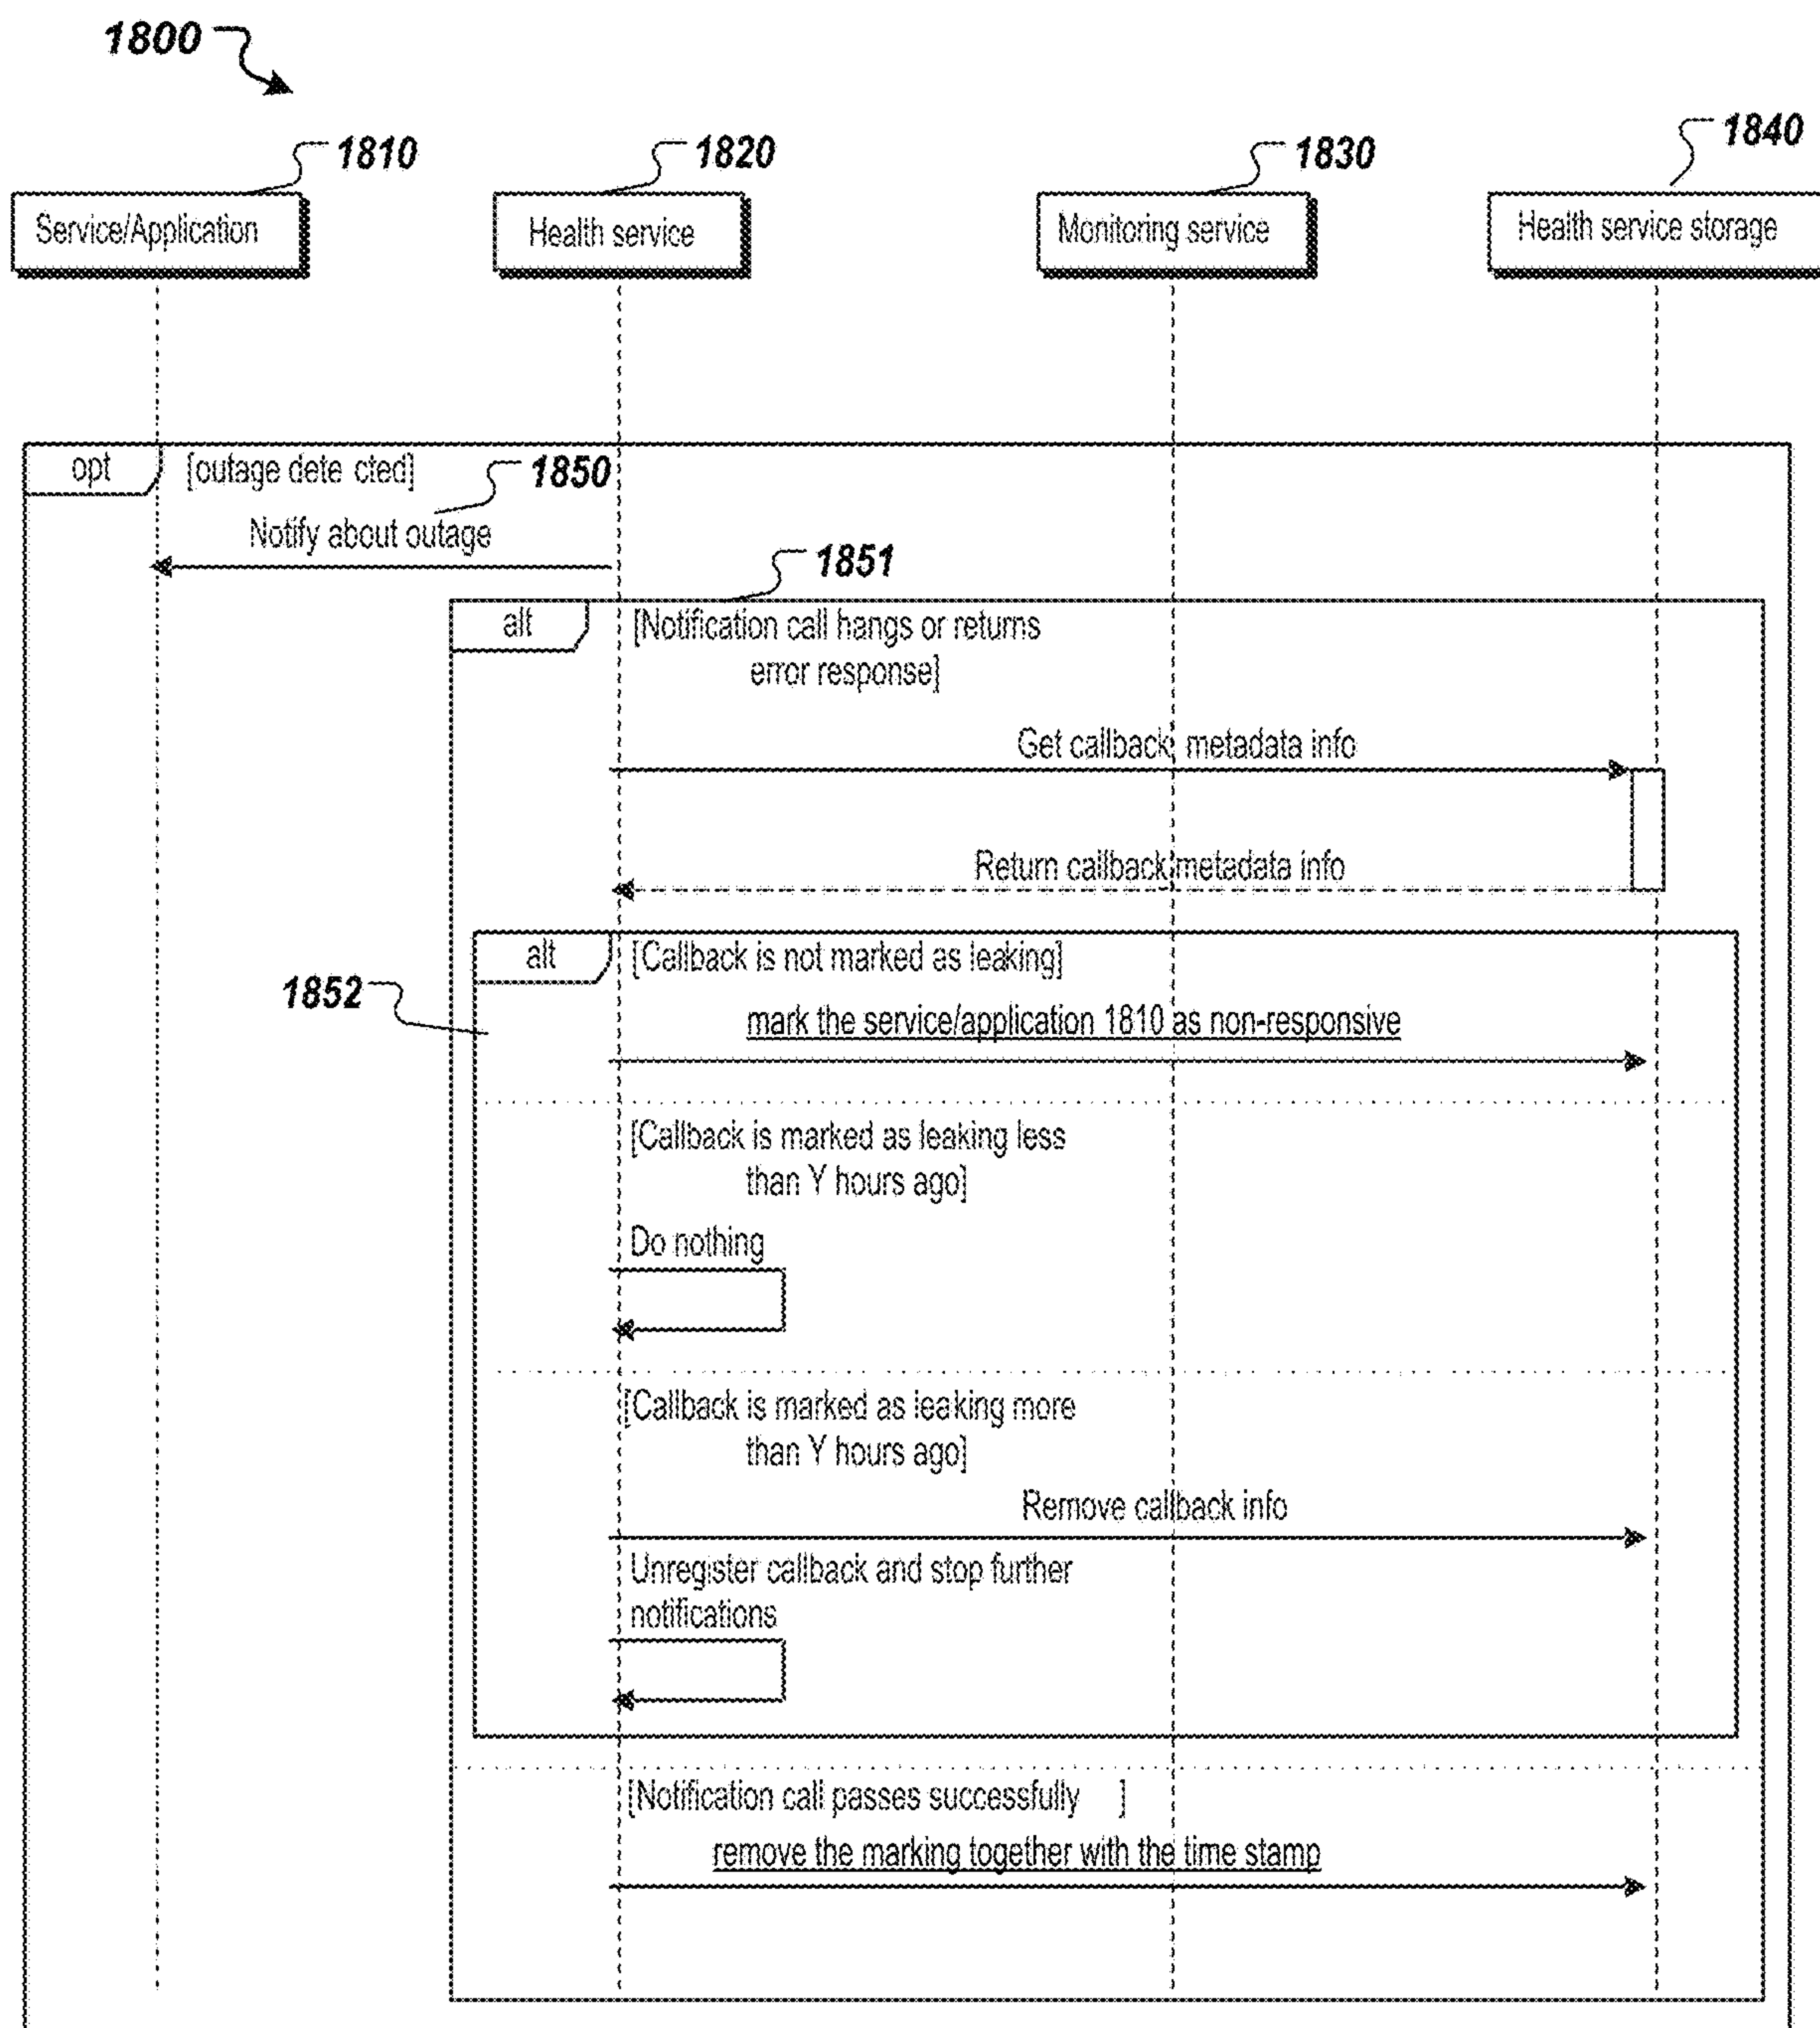 1800
1810
1820
1830
1840
Service/Application
Health service
Monitoring service
Health service storage
opt
[outage dete cted]
1850
Notify about outage
1851
alt
[Notification call hangs or returns
error response]
Get callback metadata info
Return callback metadata info
alt
[Callback is not marked as leaking]
1852
mark the service/application 1810 as non-responsive
[Callback is marked as leaking less
than Y hours ago]
Do nothing
[Callback is marked as leaking more
than Y hours ago]
Remove callback info
Unregister callback and stop further
notifications
[Notification call passes successfully ]
remove the marking together with the time stamp